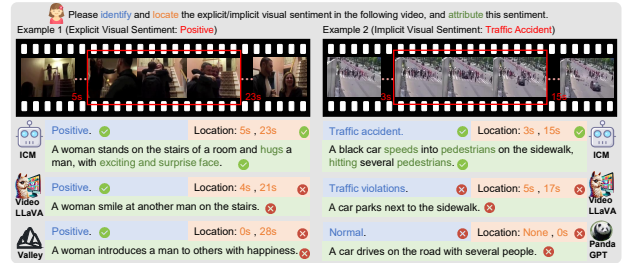 Please identify and locate the explicit/implicit visual sentiment in the following video, and attribute this sentiment.
Example 1 (Explicit Visual Sentiment: Positive)
5s
23s
ICM
Positive.
Location: 5s , 23s
A woman stands on the stairs of a room and hugs a
man, with exciting and surprise face.
Video
LLaVA
Positive.
Location: 4s , 21s
A woman smile at another man on the stairs.
Valley
Positive.
Location: 0s , 28s
A woman introduces a man to others with happiness.
Example 2 (Implicit Visual Sentiment: Traffic Accident)
3s
15s
Traffic accident.
Location: 3s , 15s
ICM
A black car speeds into pedestrians on the sidewalk,
hitting several pedestrians.
Traffic violations.
Location: 5s , 17s
Video
LLaVA
A car parks next to the sidewalk.
Normal.
Location: None , 0s
Panda
GPT
A car drives on the road with several people.